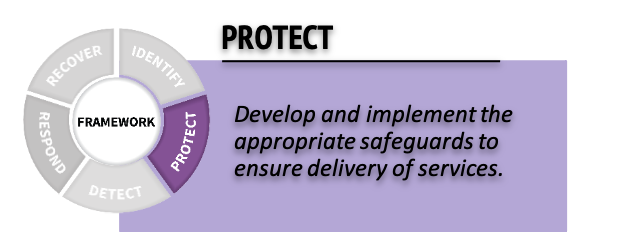 PROTECT
RECOVER
IDENTIFY
FRAMEWORK
RESPOND
PROTECT
DETECT
Develop and implement the
appropriate safeguards to
ensure delivery of services.